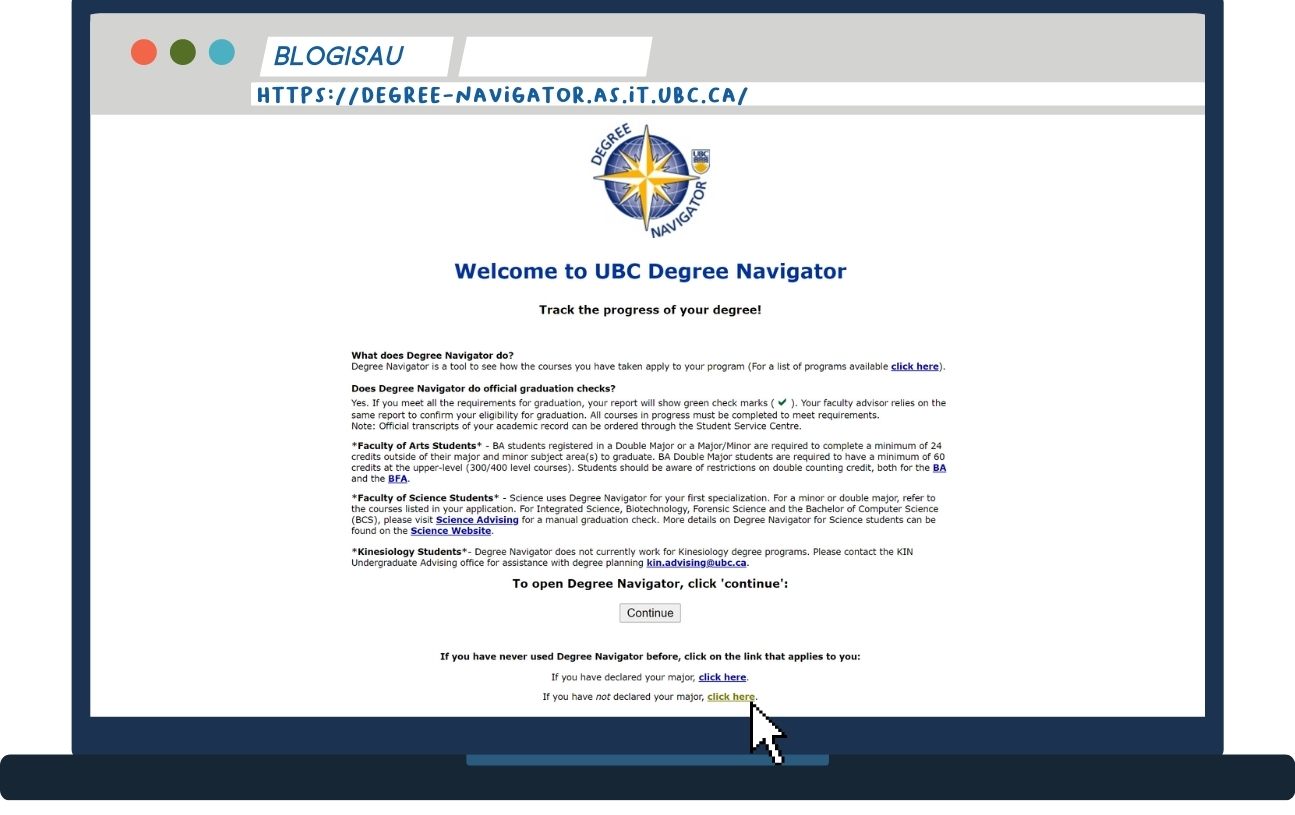 BLOGISAU
HTTPS://DEGREE-NAVIGATOR.AS.IT.UBC.CA/
DEGREE
UBC
NAVIGATOR
Welcome to UBC Degree Navigator
Track the progress of your degree!
What does Degree Navigator do?
Degree Navigator is a tool to see how the courses you have taken apply to your program (For a list of programs available click here).
Does Degree Navigator do official graduation checks?
Yes. If you meet all the requirements for graduation, your report will show green check marks ( ✔ ). Your faculty advisor relies on the
same report to confirm your eligibility for graduation. All courses in progress must be completed to meet requirements.
Note: Official transcripts of your academic record can be ordered through the Student Service Centre.
*Faculty of Arts Students* - BA students registered in a Double Major or a Major/Minor are required to complete a minimum of 24
credits outside of their major and minor subject area(s) to graduate. BA Double Major students are required to have a minimum of 60
credits at the upper-level (300/400 level courses). Students should be aware of restrictions on double counting credit, both for the BA
and the BFA.
*Faculty of Science Students* - Science uses Degree Navigator for your first specialization. For a minor or double major, refer to
the courses listed in your application. For Integrated Science, Biotechnology, Forensic Science and the Bachelor of Computer Science
(BCS), please visit Science Advising for a manual graduation check. More details on Degree Navigator for Science students can be
found on the Science Website.
*Kinesiology Students*- Degree Navigator does not currently work for Kinesiology degree programs. Please contact the KIN
Undergraduate Advising office for assistance with degree planning kin.advising@ubc.ca.
To open Degree Navigator, click 'continue':
Continue
If you have never used Degree Navigator before, click on the link that applies to you:
If you have declared your major, click here.
If you have not declared your major, click here.